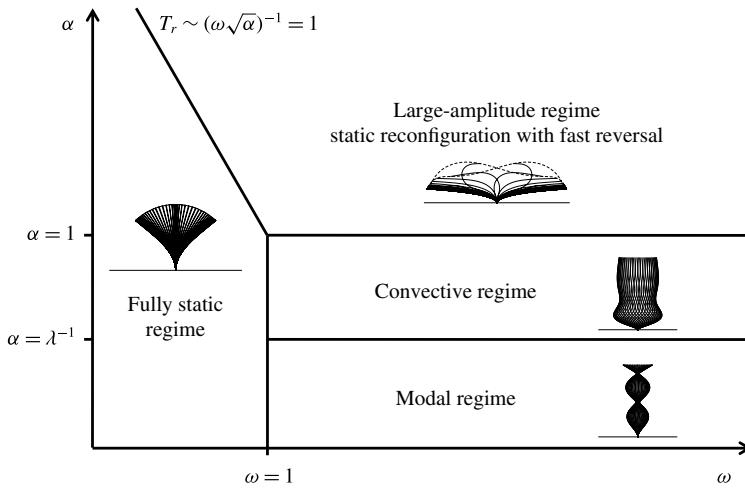 α
T_r ∼ (ω√α)⁻¹ = 1
Large-amplitude regime
static reconfiguration with fast reversal
α = 1
Convective regime
Fully static
regime
α = λ⁻¹
Modal regime
ω = 1
ω